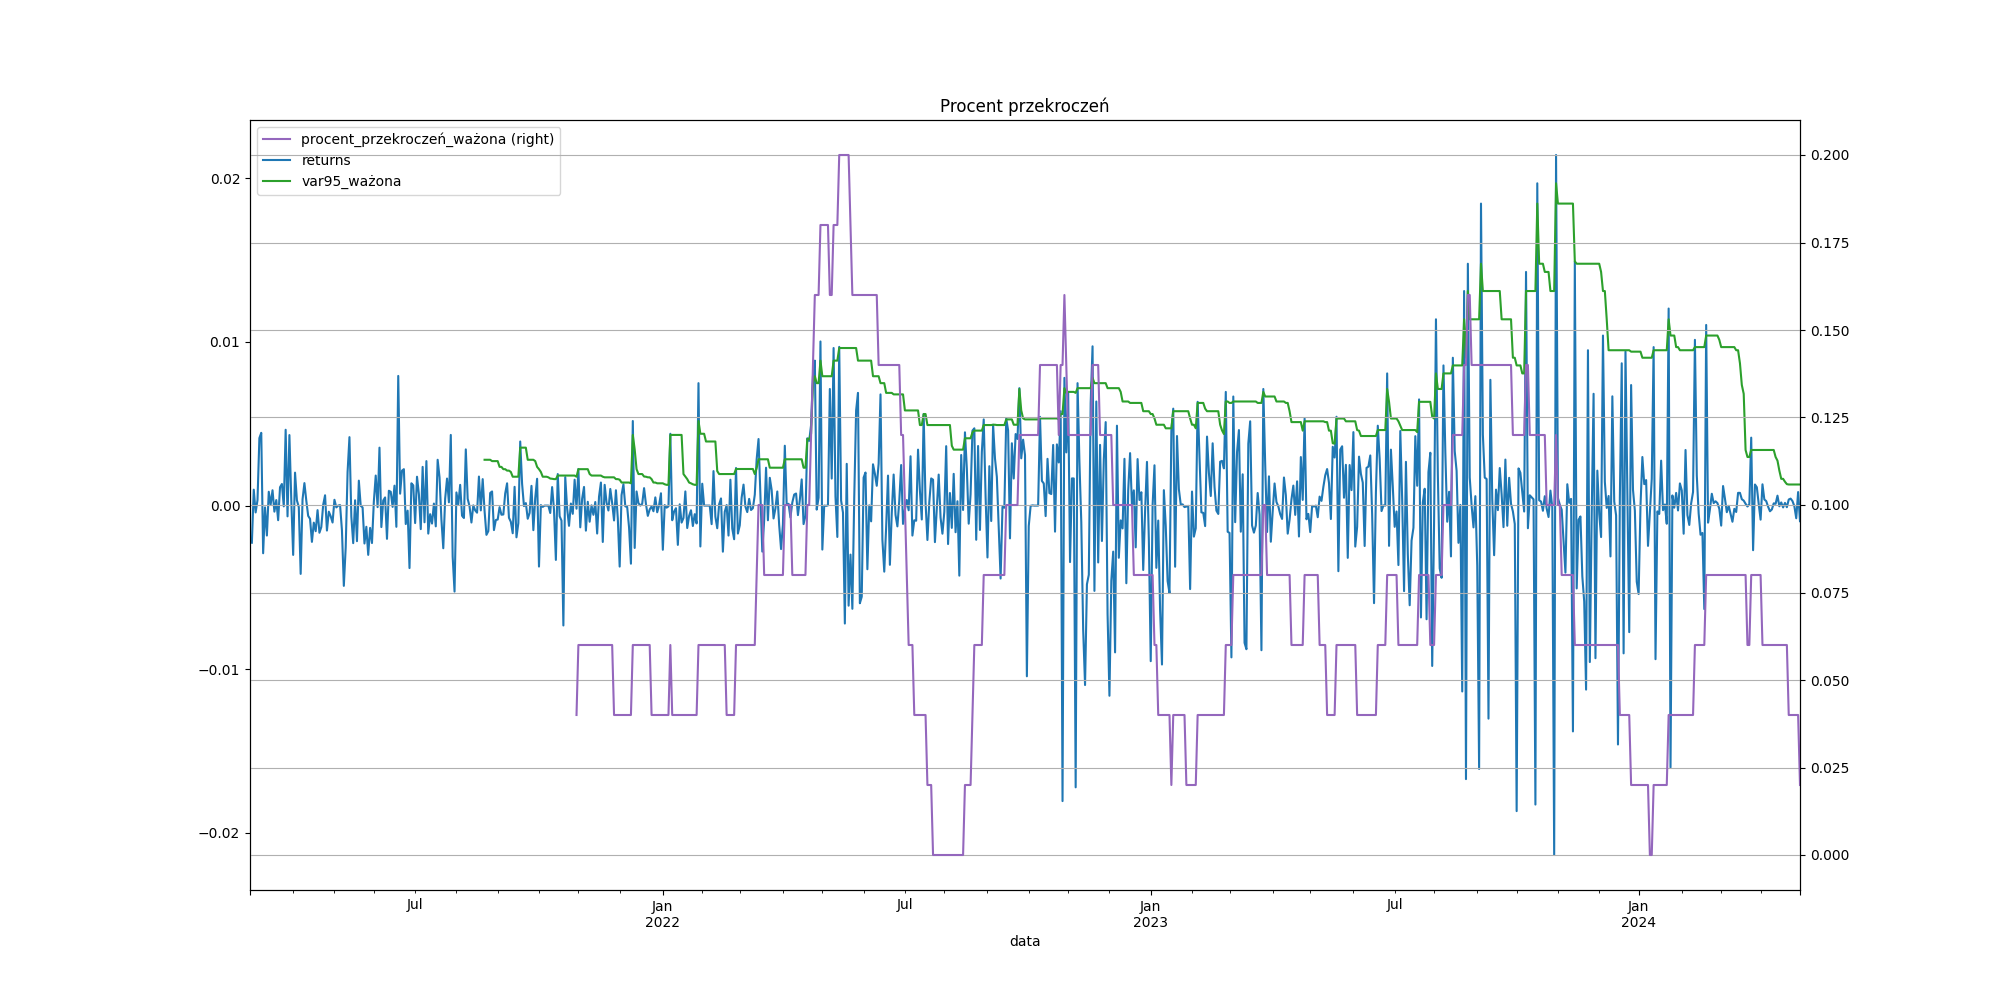 Procent przekroczeń
procent_przekroczeń_ważona (right)
returns
var95_ważona
0.02
0.01
0.00
−0.01
−0.02
0.200
0.175
0.150
0.125
0.100
0.075
0.050
0.025
0.000
Jul
Jan
2022
Jul
Jan
2023
Jul
Jan
2024
data